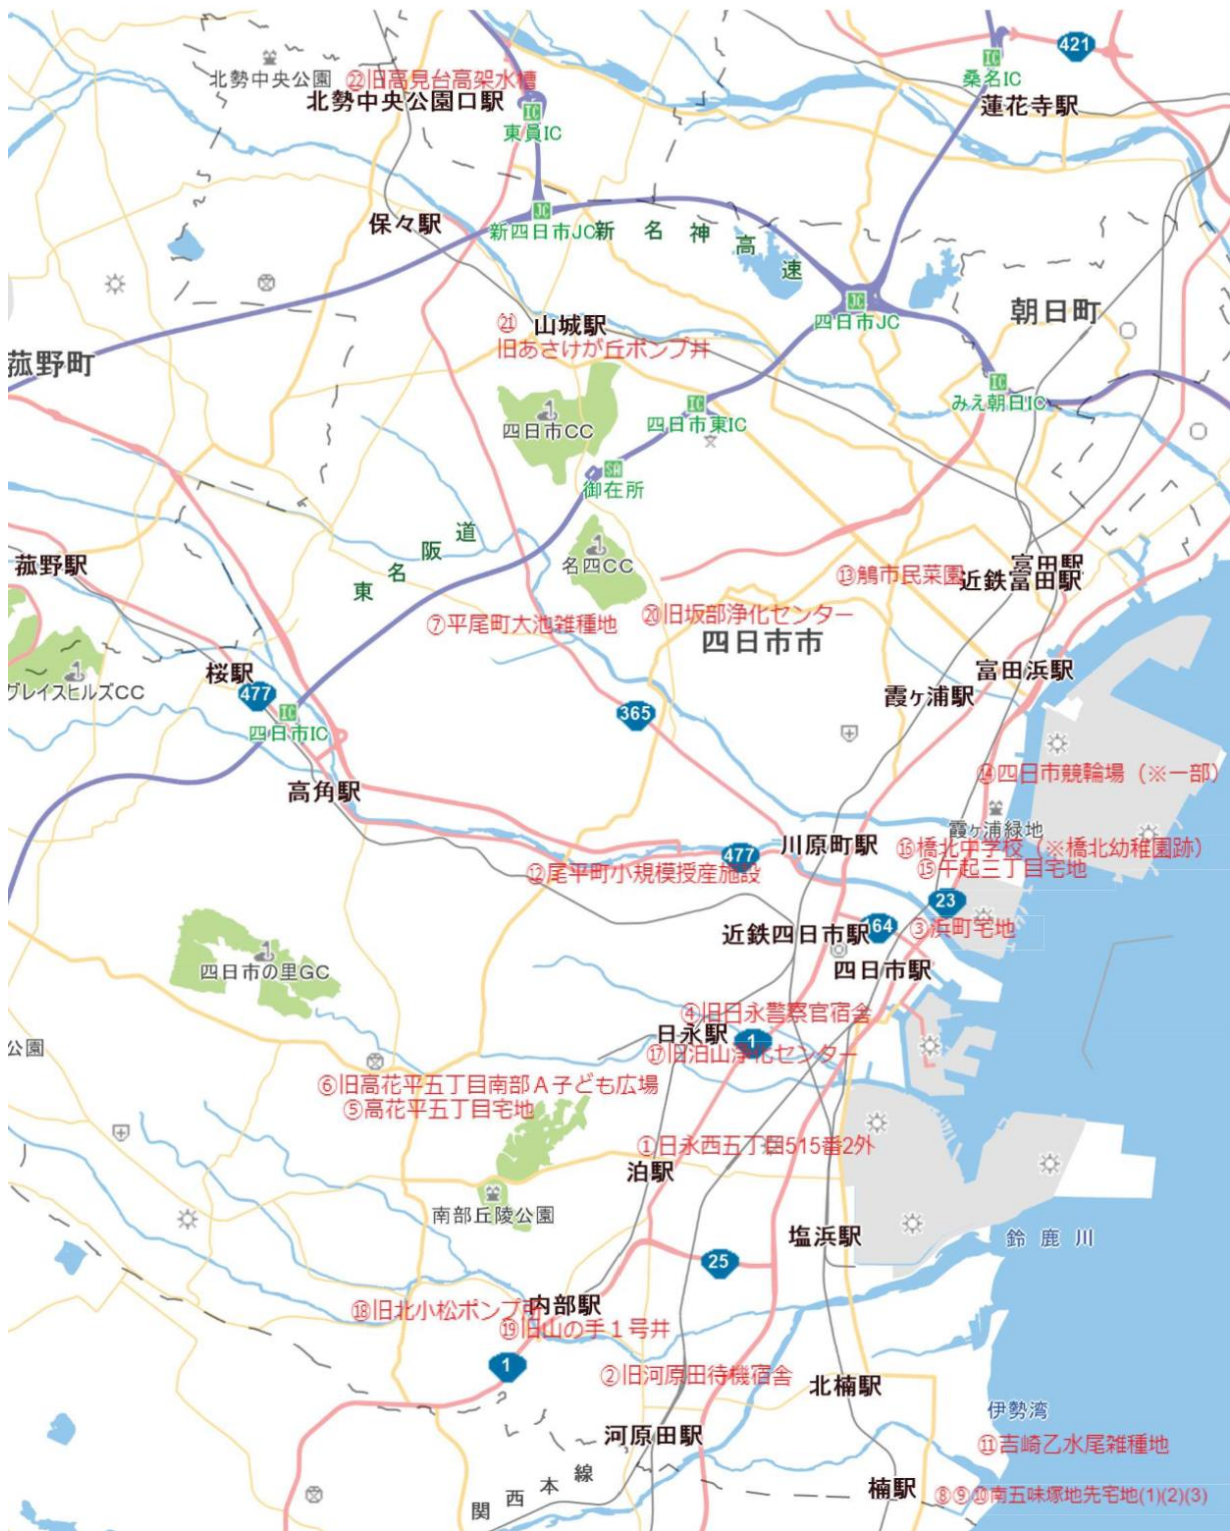 421
北勢中央公園
㉒旧高見台高架水槽
桑名IC
北勢中央公園口駅
蓮花寺駅
東員IC
保々駅
新四日市JC
新名神高速
四日市JC
朝日町
㉑
山城駅
旧あさけが丘ポンプ井
菰野町
みえ朝日IC
四日市東IC
四日市CC
御在所
東名阪道
名四CC
菰野駅
富田駅
近鉄富田駅
⑬鵤市民菜園
⑦平尾町大池雑種地
⑳旧坂部浄化センター
四日市市
桜駅
富田浜駅
グレイスヒルズCC
477
霞ヶ浦駅
365
四日市IC
⑭四日市競輪場（※一部）
高角駅
霞ヶ浦緑地
川原町駅
⑯橋北中学校（※橋北幼稚園跡）
477
⑫尾平町小規模授産施設
⑮午起三丁目宅地
23
近鉄四日市駅
164
③浜町宅地
四日市の里GC
四日市駅
④旧日永警察官宿舎
日永駅
1
公園
⑰旧泊山浄化センター
⑥旧高花平五丁目南部Ａ子ども広場
⑤高花平五丁目宅地
①日永西五丁目515番2外
泊駅
南部丘陵公園
塩浜駅
鈴鹿川
25
⑱旧北小松ポンプ
内部駅
⑲旧山の手１号井
1
②旧河原田待機宿舎
北楠駅
伊勢湾
河原田駅
⑪吉崎乙水尾雑種地
関西本線
楠駅
⑧⑨⑩南五味塚地先宅地(1)(2)(3)